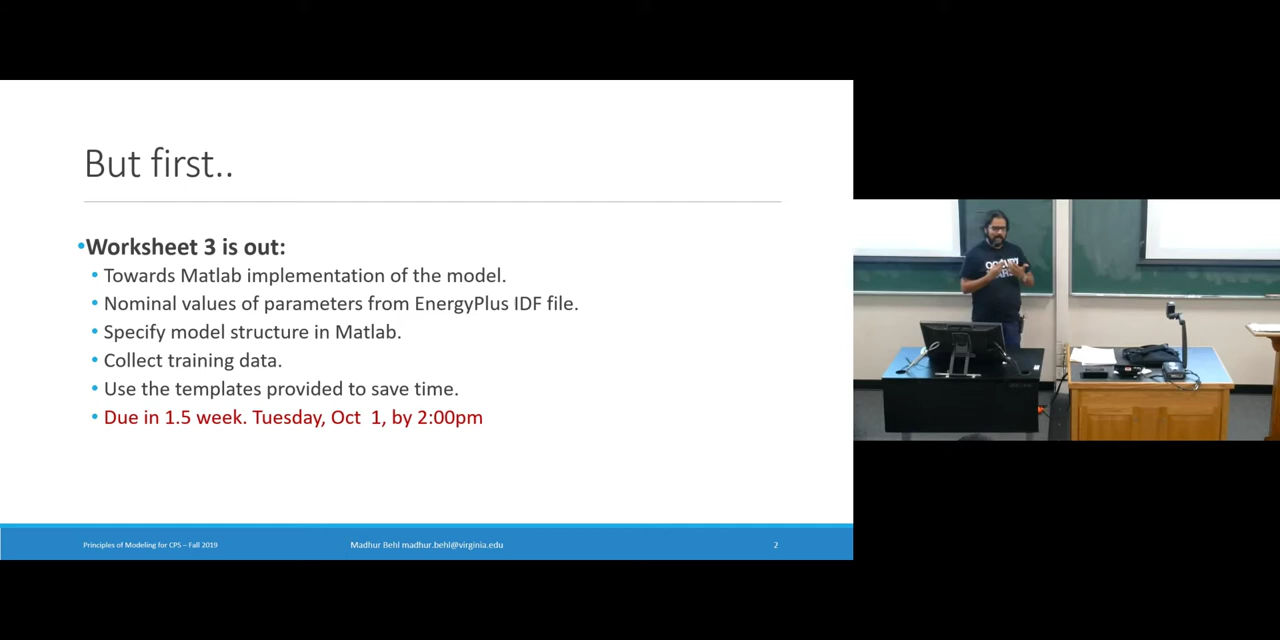 But first..
•Worksheet 3 is out:
• Towards Matlab implementation of the model.
• Nominal values of parameters from EnergyPlus IDF file.
• Specify model structure in Matlab.
• Collect training data.
• Use the templates provided to save time.
• Due in 1.5 week. Tuesday, Oct 1, by 2:00pm
Principles of Modeling for CPS – Fall 2019
Madhur Behl madhur.behl@virginia.edu
2
OCCUPY